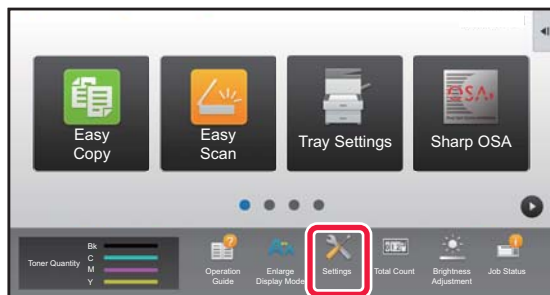 Easy
Copy
Easy
Scan
Tray Settings
OSA
Sharp OSA
Toner Quantity
Bk
C
M
Y
Operation
Guide
Enlarge
Display Mode
Settings
Total Count
Brightness
Adjustment
Job Status